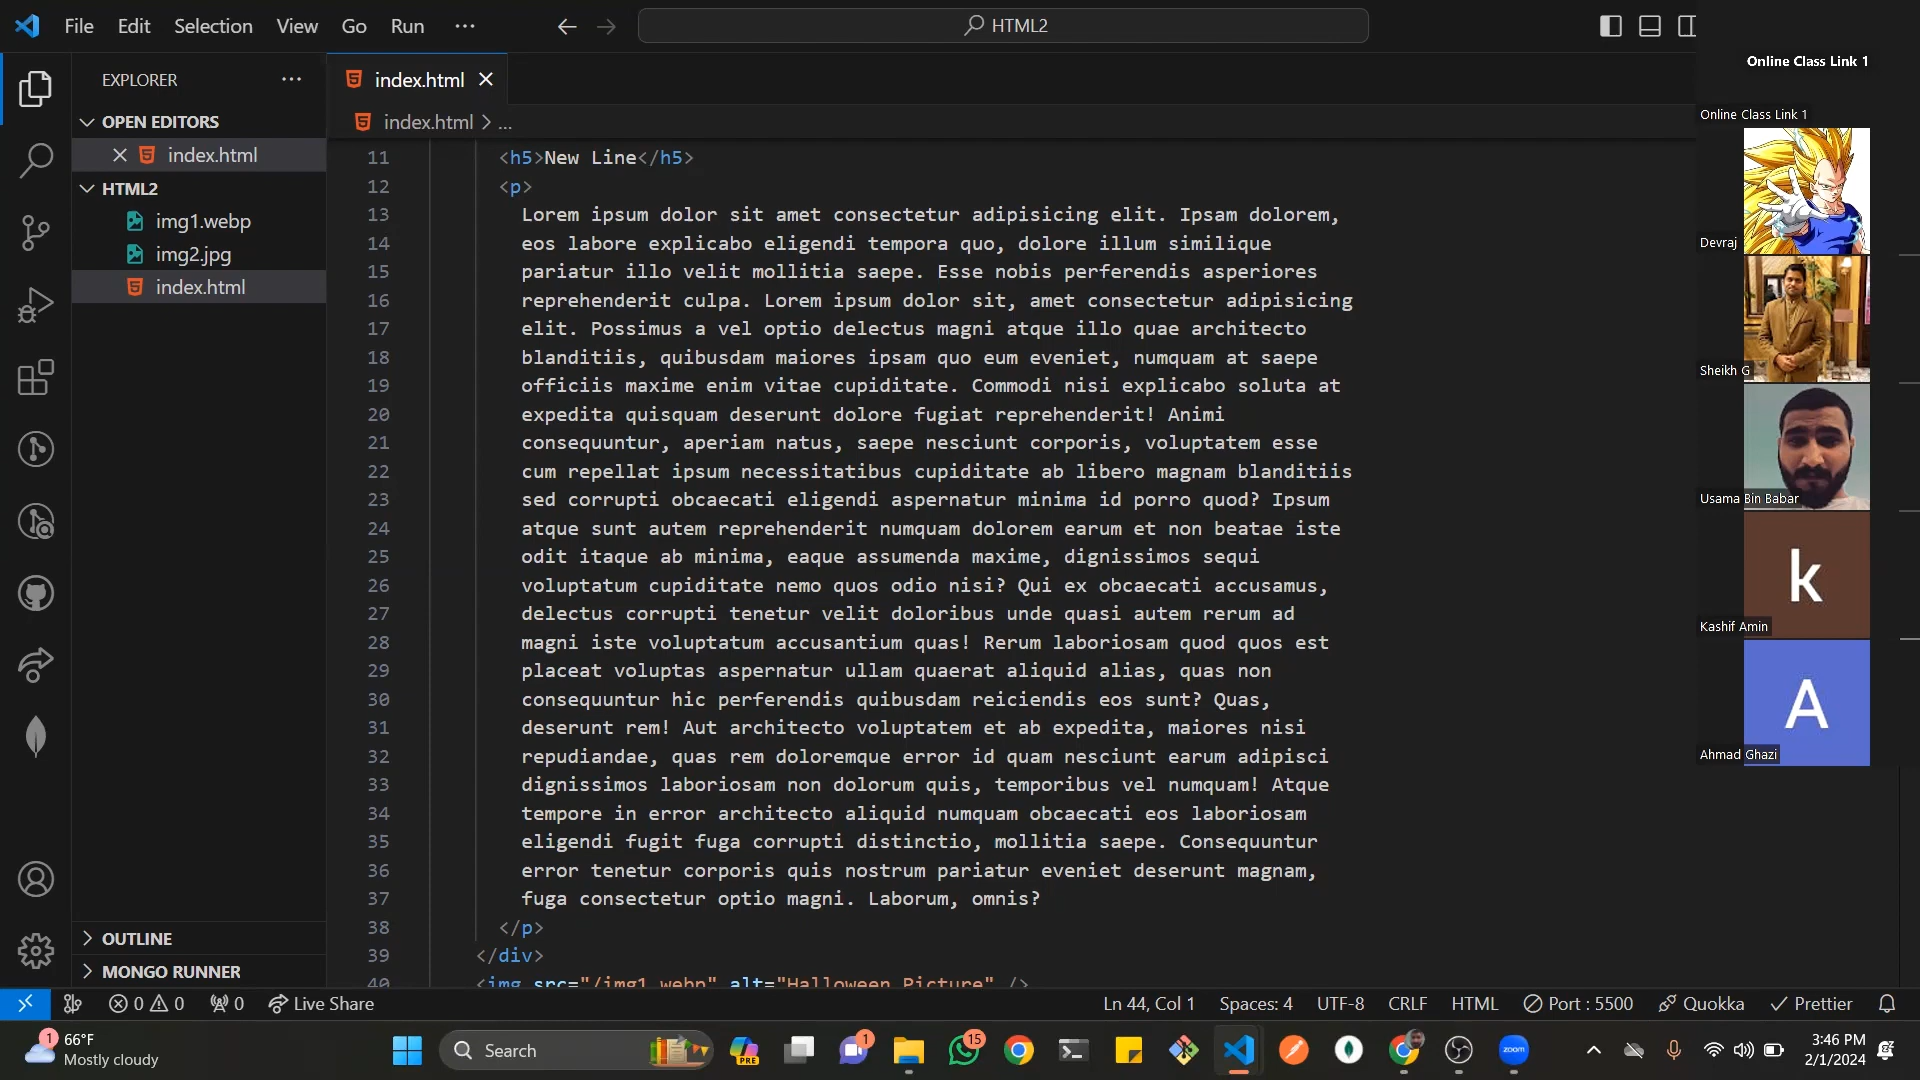 File Edit Selection View Go Run ···
HTML2
Online Class Link 1
EXPLORER ···
index.html
OPEN EDITORS
index.html
HTML2
img1.webp
img2.jpg
index.html
index.html > ...
11 <h5>New Line</h5>
12 <p>
13 Lorem ipsum dolor sit amet consectetur adipisicing elit. Ipsam dolorem,
14 eos labore explicabo eligendi tempora quo, dolore illum similique
15 pariatur illo velit mollitia saepe. Esse nobis perferendis asperiores
16 reprehenderit culpa. Lorem ipsum dolor sit, amet consectetur adipisicing
17 elit. Possimus a vel optio delectus magni atque illo quae architecto
18 blanditiis, quibusdam maiores ipsam quo eum eveniet, numquam at saepe
19 officiis maxime enim vitae cupiditate. Commodi nisi explicabo soluta at
20 expedita quisquam deserunt dolore fugiat reprehenderit! Animi
21 consequuntur, aperiam natus, saepe nesciunt corporis, voluptatem esse
22 cum repellat ipsum necessitatibus cupiditate ab libero magnam blanditiis
23 sed corrupti obcaecati eligendi aspernatur minima id porro quod? Ipsum
24 atque sunt autem reprehenderit numquam dolorem earum et non beatae iste
25 odit itaque ab minima, eaque assumenda maxime, dignissimos sequi
26 voluptatum cupiditate nemo quos odio nisi? Qui ex obcaecati accusamus,
27 delectus corrupti tenetur velit doloribus unde quasi autem rerum ad
28 magni iste voluptatum accusantium quas! Rerum laboriosam quod quos est
29 placeat voluptas aspernatur ullam quaerat aliquid alias, quas non
30 consequuntur hic perferendis quibusdam reiciendis eos sunt? Quas,
31 deserunt rem! Aut architecto voluptatem et ab expedita, maiores nisi
32 repudiandae, quas rem doloremque error id quam nesciunt earum adipisci
33 dignissimos laboriosam non dolorum quis, temporibus vel numquam! Atque
34 tempore in error architecto aliquid numquam obcaecati eos laboriosam
35 eligendi fugit fuga corrupti distinctio, mollitia saepe. Consequuntur
36 error tenetur corporis quis nostrum pariatur eveniet deserunt magnam,
37 fuga consectetur optio magni. Laborum, omnis?
38 </p>
39 </div>
40 <img src="/img1.webp" alt="Halloween Picture" />
Online Class Link 1
Devraj
Sheikh G
Usama Bin Babar
k
Kashif Amin
A
Ahmad Ghazi
OUTLINE
MONGO RUNNER
0 0 0 Live Share
Ln 44, Col 1 Spaces: 4 UTF-8 CRLF HTML Port : 5500 Quokka Prettier
1
66°F
Mostly cloudy
Search
PRE
1
15
zoom
3:46 PM
2/1/2024